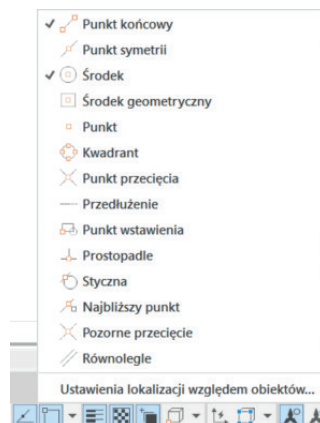 Punkt końcowy
Punkt symetrii
Środek
Środek geometryczny
Punkt
Kwadrant
Punkt przecięcia
Przedłużenie
Punkt wstawienia
Prostopadle
Styczna
Najbliższy punkt
Pozorne przecięcie
Równolegle
Ustawienia lokalizacji względem obiektów...